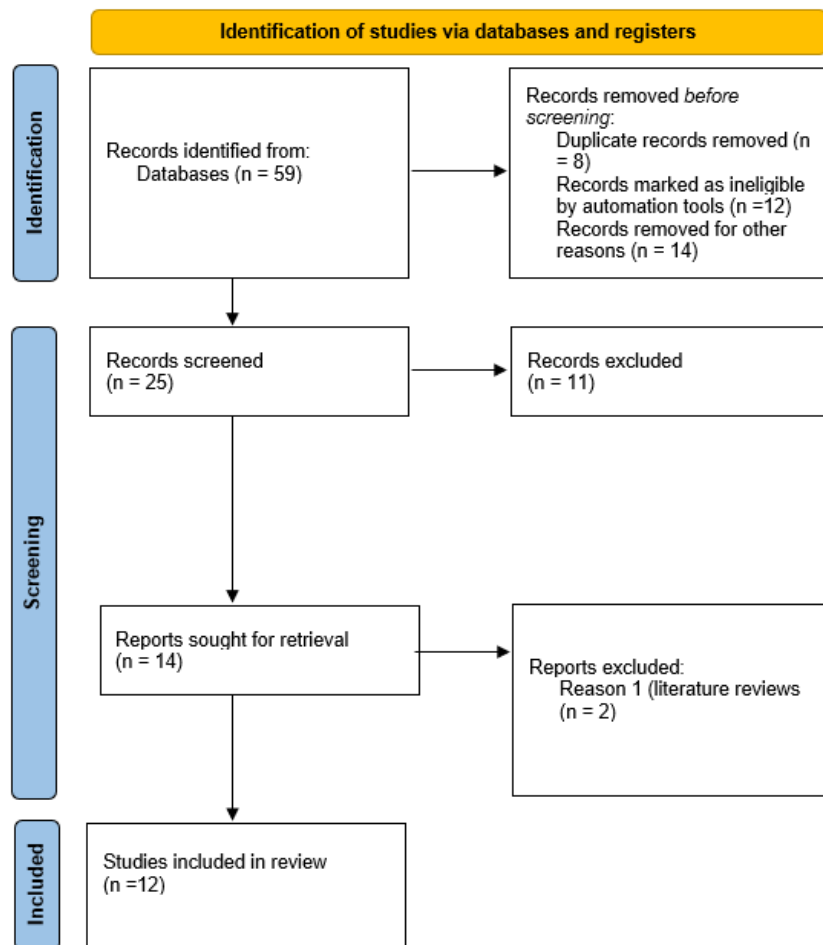 Identification of studies via databases and registers
Identification
Records identified from:
Databases (n = 59)
Records removed before
screening:
Duplicate records removed (n
= 8)
Records marked as ineligible
by automation tools (n =12)
Records removed for other
reasons (n = 14)
Screening
Records screened
(n = 25)
Records excluded
(n = 11)
Reports sought for retrieval
(n = 14)
Reports excluded:
Reason 1 (literature reviews
(n = 2)
Included
Studies included in review
(n =12)